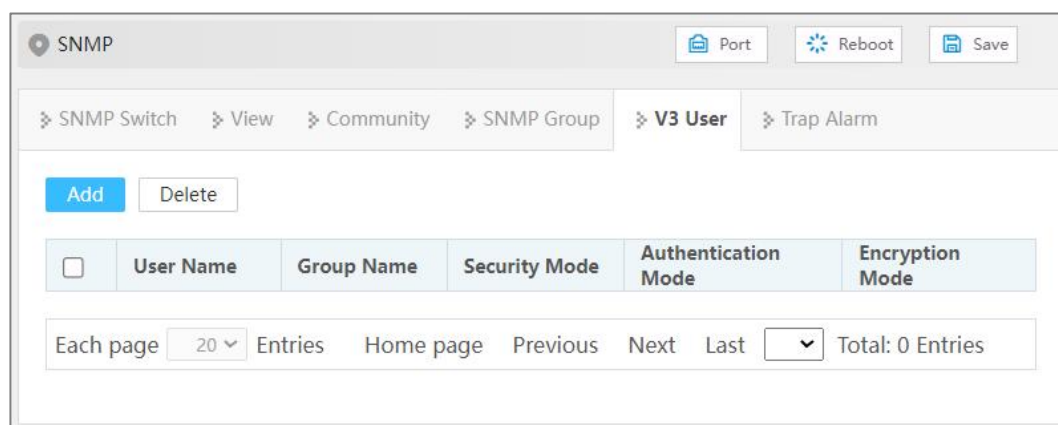 SNMP Port Reboot Save
SNMP Switch View Community SNMP Group V3 User Trap Alarm
Add Delete
User Name Group Name Security Mode Authentication Mode Encryption Mode
Each page 20 Entries Home page Previous Next Last Total: 0 Entries